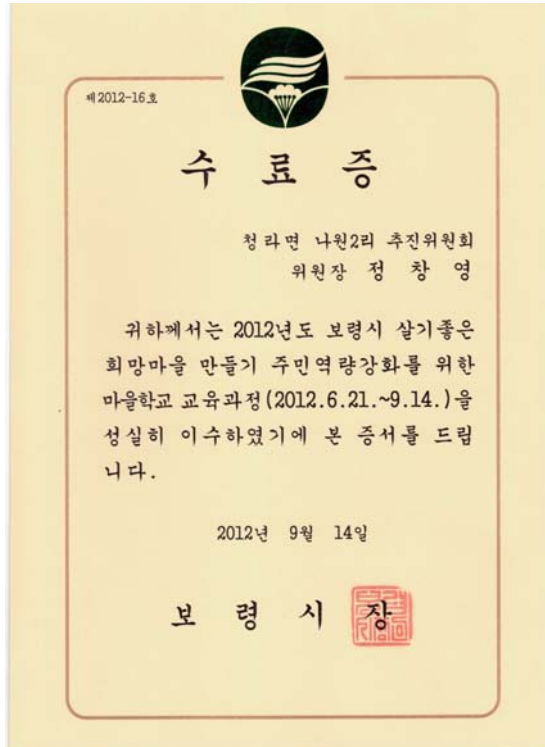 제2012-16호
수 료 증
청라면 나원2리 추진위원회
위원장 정 창 영
귀하께서는 2012년도 보령시 살기좋은
희망마을 만들기 주민역량강화를 위한
마을학교 교육과정(2012.6.21.~9.14.)을
성실히 이수하였기에 본 증서를 드립
니다.
2012년 9월 14일
보 령 시 장